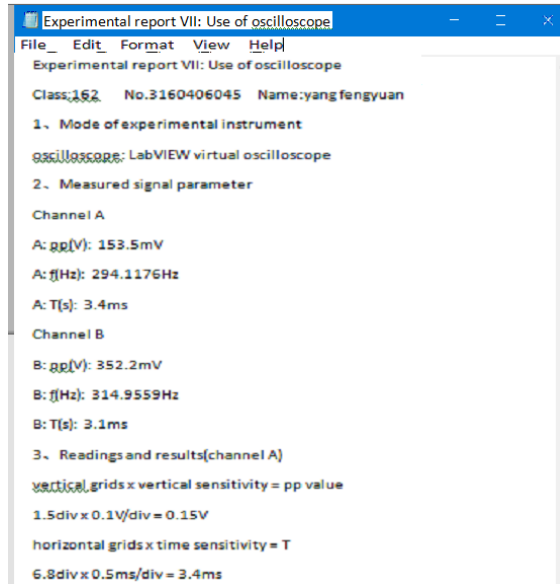 Experimental report VII: Use of oscilloscope
File  Edit  Format  View  Help
Experimental report VII: Use of oscilloscope
Class:162  No.3160406045  Name:yangfengyuan
1、Mode of experimental instrument
oscilloscope: LabVIEW virtual oscilloscope
2、Measured signal parameter
Channel A
A: pp(V): 153.5mV
A: f(Hz): 294.1176Hz
A: T(s): 3.4ms
Channel B
B: pp(V): 352.2mV
B: f(Hz): 314.9559Hz
B: T(s): 3.1ms
3、Readings and results(channel A)
vertical grids x vertical sensitivity = pp value
1.5div x 0.1V/div = 0.15V
horizontal grids x time sensitivity = T
6.8div x 0.5ms/div = 3.4ms